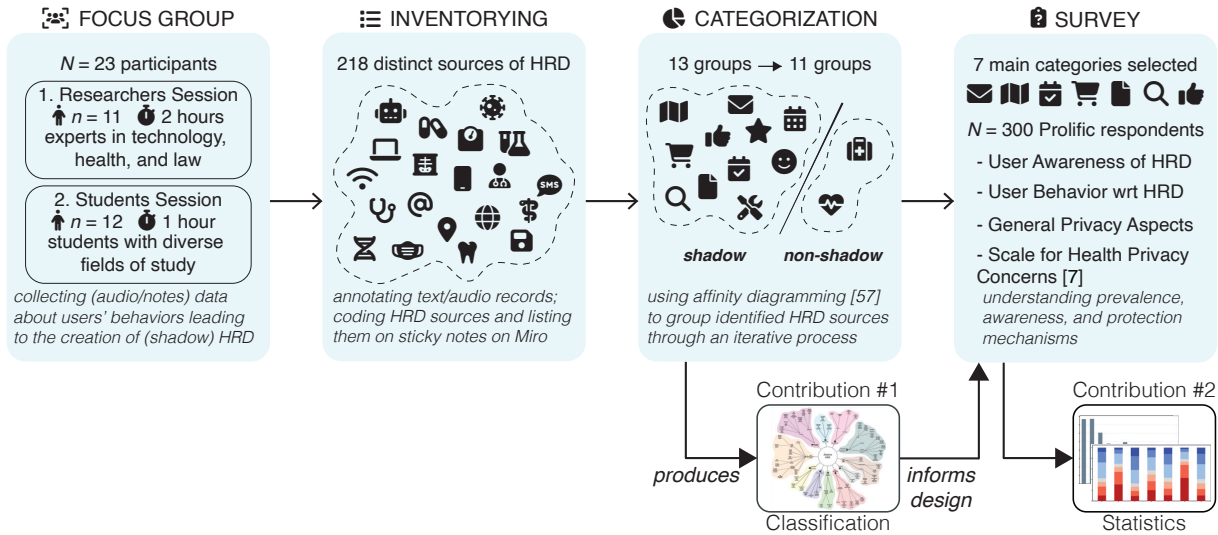 FOCUS GROUP
N = 23 participants
1. Researchers Session
n = 11 2 hours
experts in technology,
health, and law
2. Students Session
n = 12 1 hour
students with diverse
fields of study
collecting (audio/notes) data
about users' behaviors leading
to the creation of (shadow) HRD
INVENTORYING
218 distinct sources of HRD
SMS
annotating text/audio records;
coding HRD sources and listing
them on sticky notes on Miro
CATEGORIZATION
13 groups → 11 groups
shadow
non-shadow
using affinity diagramming [57]
to group identified HRD sources
through an iterative process
SURVEY
7 main categories selected
N = 300 Prolific respondents
- User Awareness of HRD
- User Behavior wrt HRD
- General Privacy Aspects
- Scale for Health Privacy
Concerns [7]
understanding prevalence,
awareness, and protection
mechanisms
produces
Contribution #1
Classification
informs
design
Contribution #2
Statistics